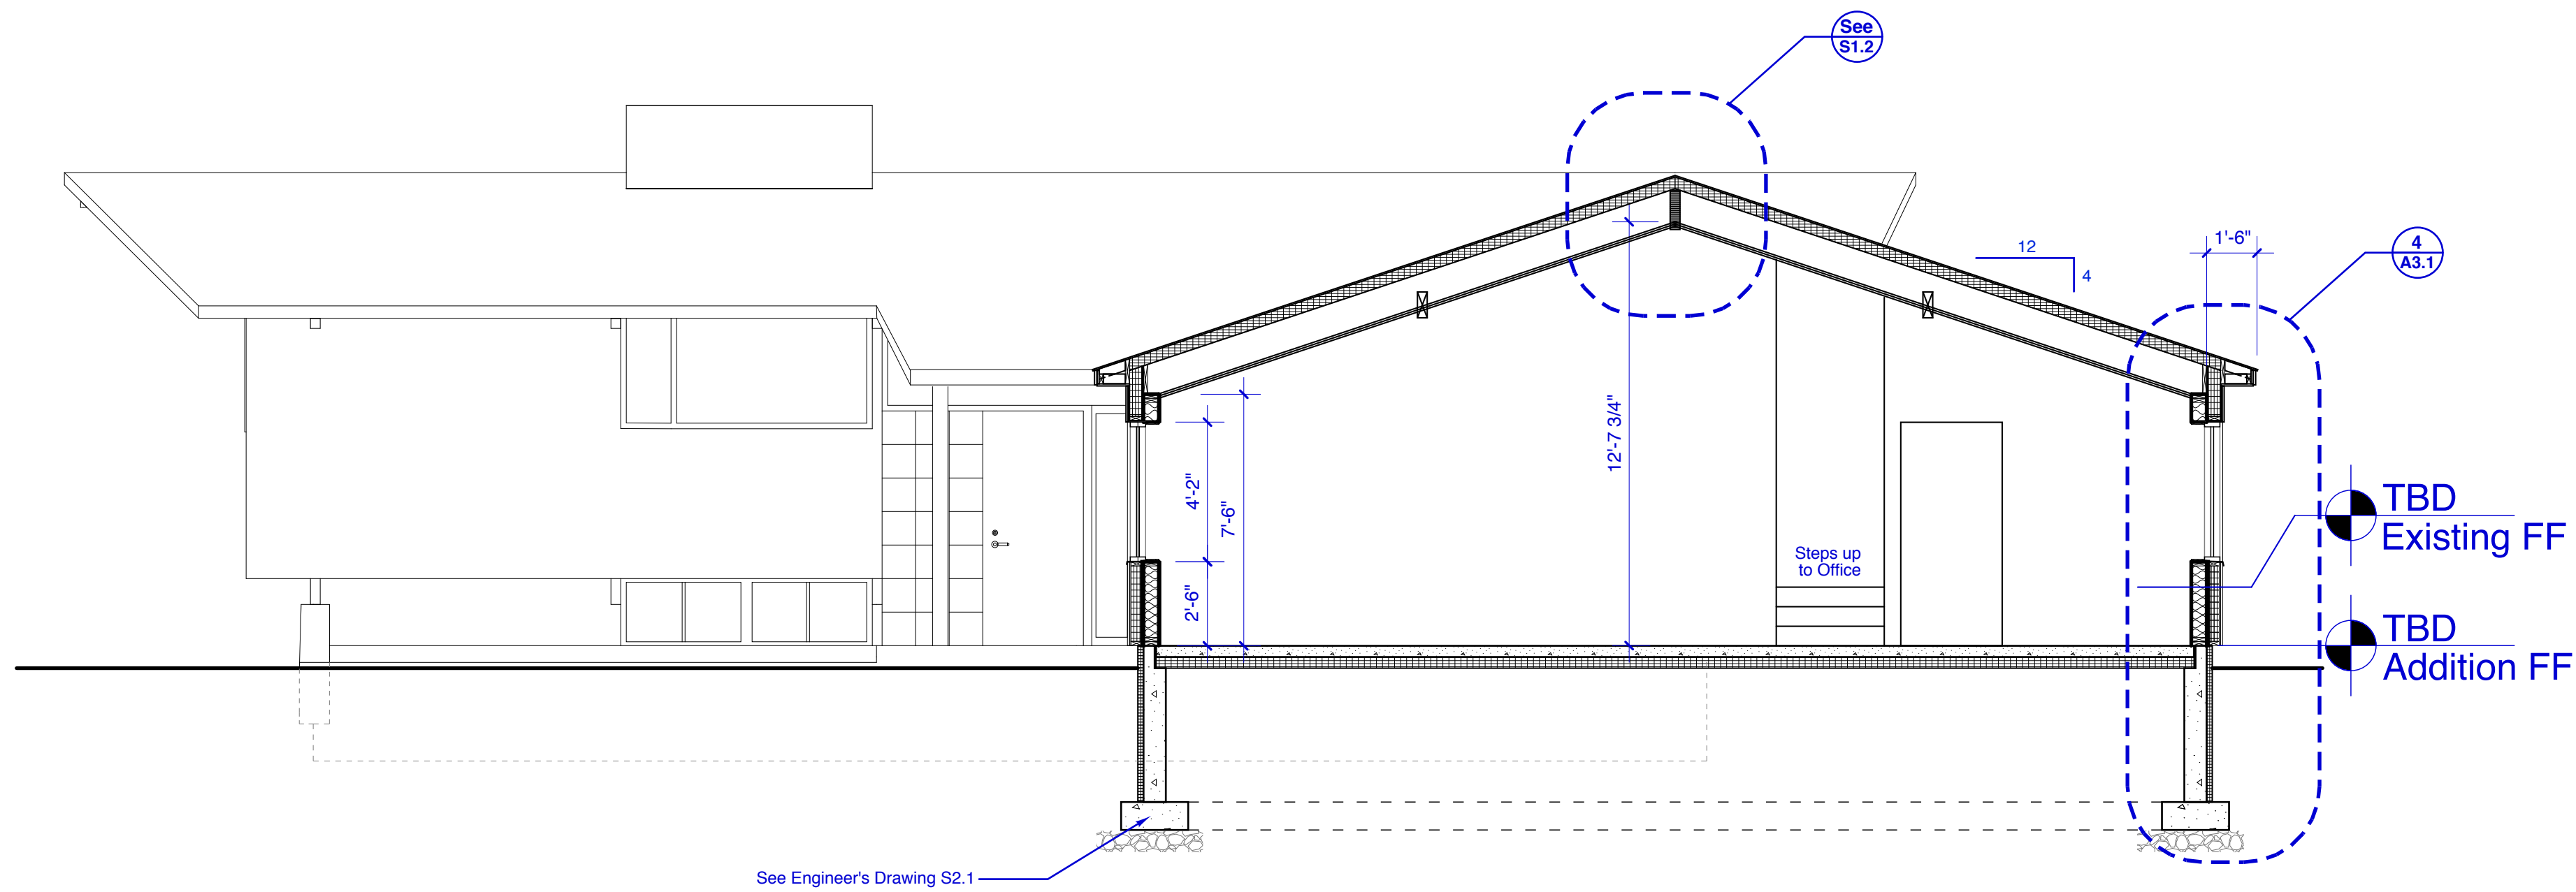 See
S1.2
12
4
1'-6"
4
A3.1
12'-7 3/4"
4'-2"
7'-6"
2'-6"
TBD
Existing FF
Steps up
to Office
TBD
Addition FF
See Engineer's Drawing S2.1